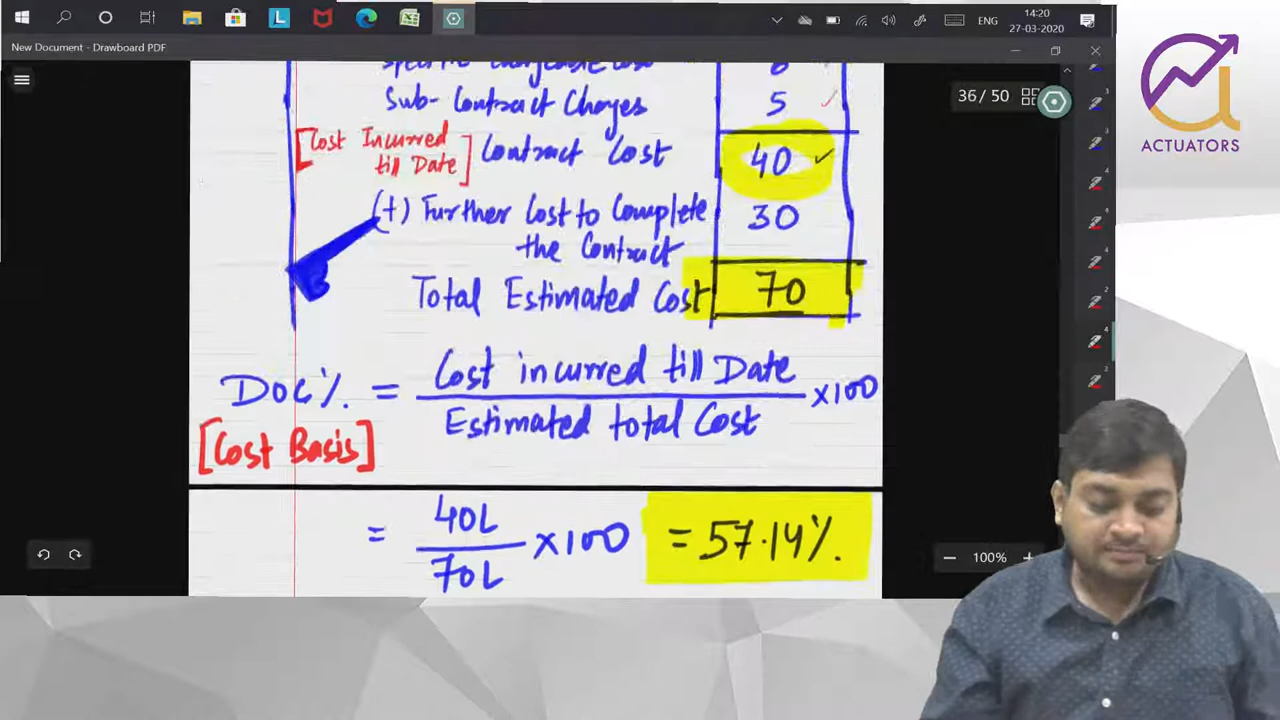 14:20
ENG
27-03-2020
New Document - Drawboard PDF
36 / 50
ACTUATORS
Sub-Contract Charges 5
[Cost Incurred till Date] Contract Cost 40
(+) Further Cost to Complete 30
the Contract
Total Estimated Cost 70
DOC% = Cost incurred till Date
Estimated total Cost ×100
[Cost Basis]
= 40L
70L ×100 = 57.14%.
100%